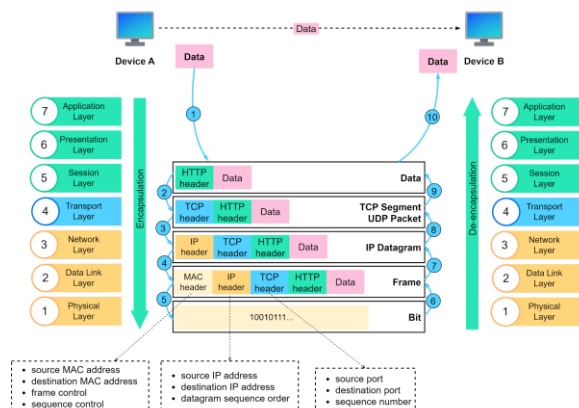 Data
Device A
Device B
Data
Data
1
10
7 Application
Layer
6 Presentation
Layer
5 Session
Layer
4 Transport
Layer
3 Network
Layer
2 Data Link
Layer
1 Physical
Layer
Encapsulation
HTTP
header
Data
Data
2
9
TCP
header
HTTP
header
Data
TCP Segment
UDP Packet
3
8
IP
header
TCP
header
HTTP
header
Data
IP Datagram
4
7
MAC
header
IP
header
TCP
header
HTTP
header
Data
Frame
5
6
10010111...
Bit
De-encapsulation
7 Application
Layer
6 Presentation
Layer
5 Session
Layer
4 Transport
Layer
3 Network
Layer
2 Data Link
Layer
1 Physical
Layer
• source MAC address
• destination MAC address
• frame control
• sequence control
• source IP address
• destination IP address
• datagram sequence order
• source port
• destination port
• sequence number